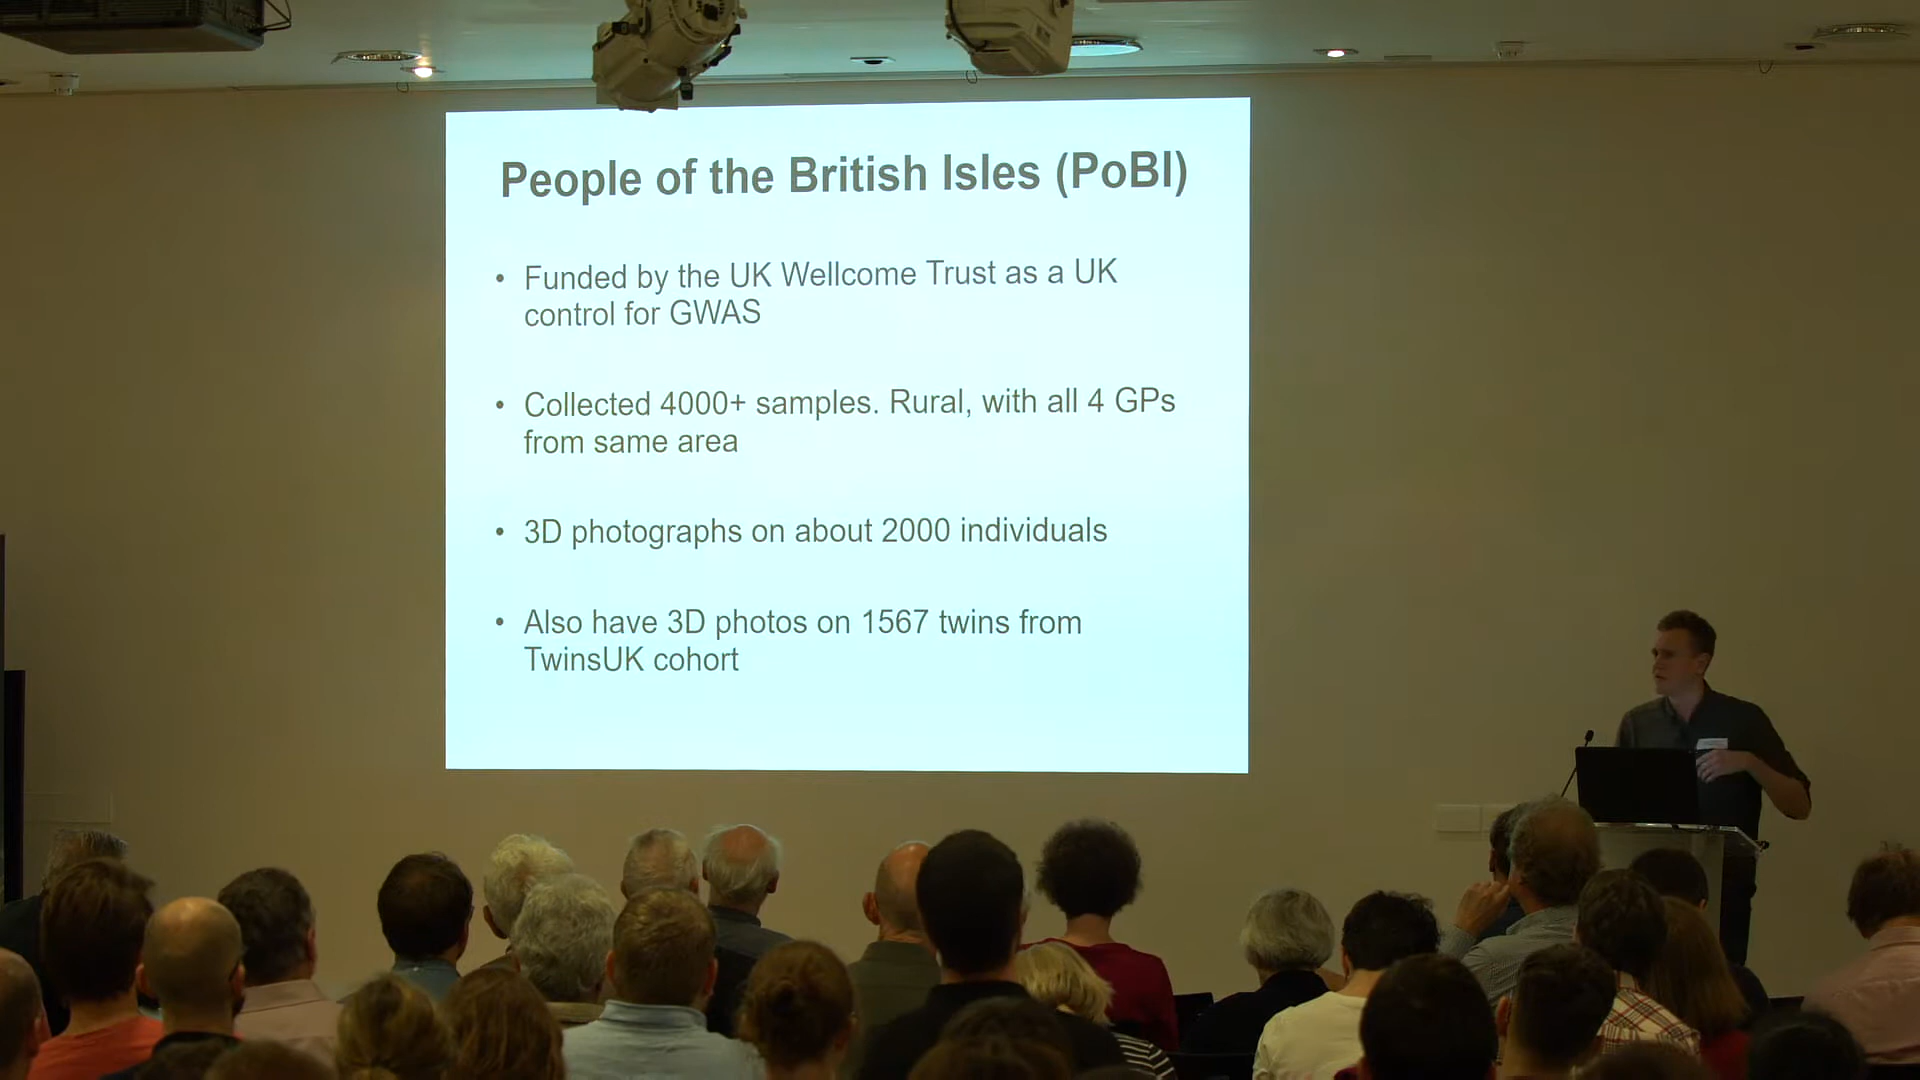 People of the British Isles (PoBI)
• Funded by the UK Wellcome Trust as a UK
control for GWAS
• Collected 4000+ samples. Rural, with all 4 GPs
from same area
• 3D photographs on about 2000 individuals
• Also have 3D photos on 1567 twins from
TwinsUK cohort